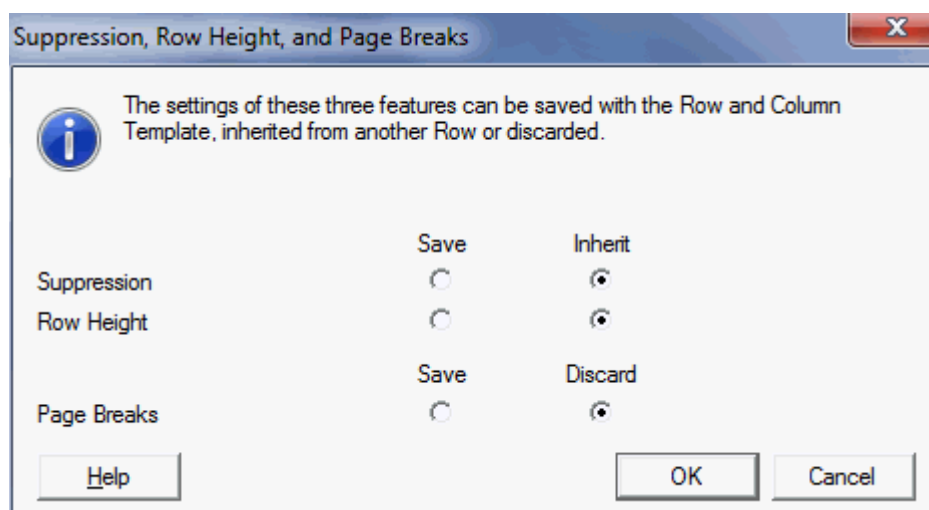 Suppression, Row Height, and Page Breaks
The settings of these three features can be saved with the Row and Column
Template, inherited from another Row or discarded.
Save Inherit
Suppression
Row Height
Save Discard
Page Breaks
Help OK Cancel